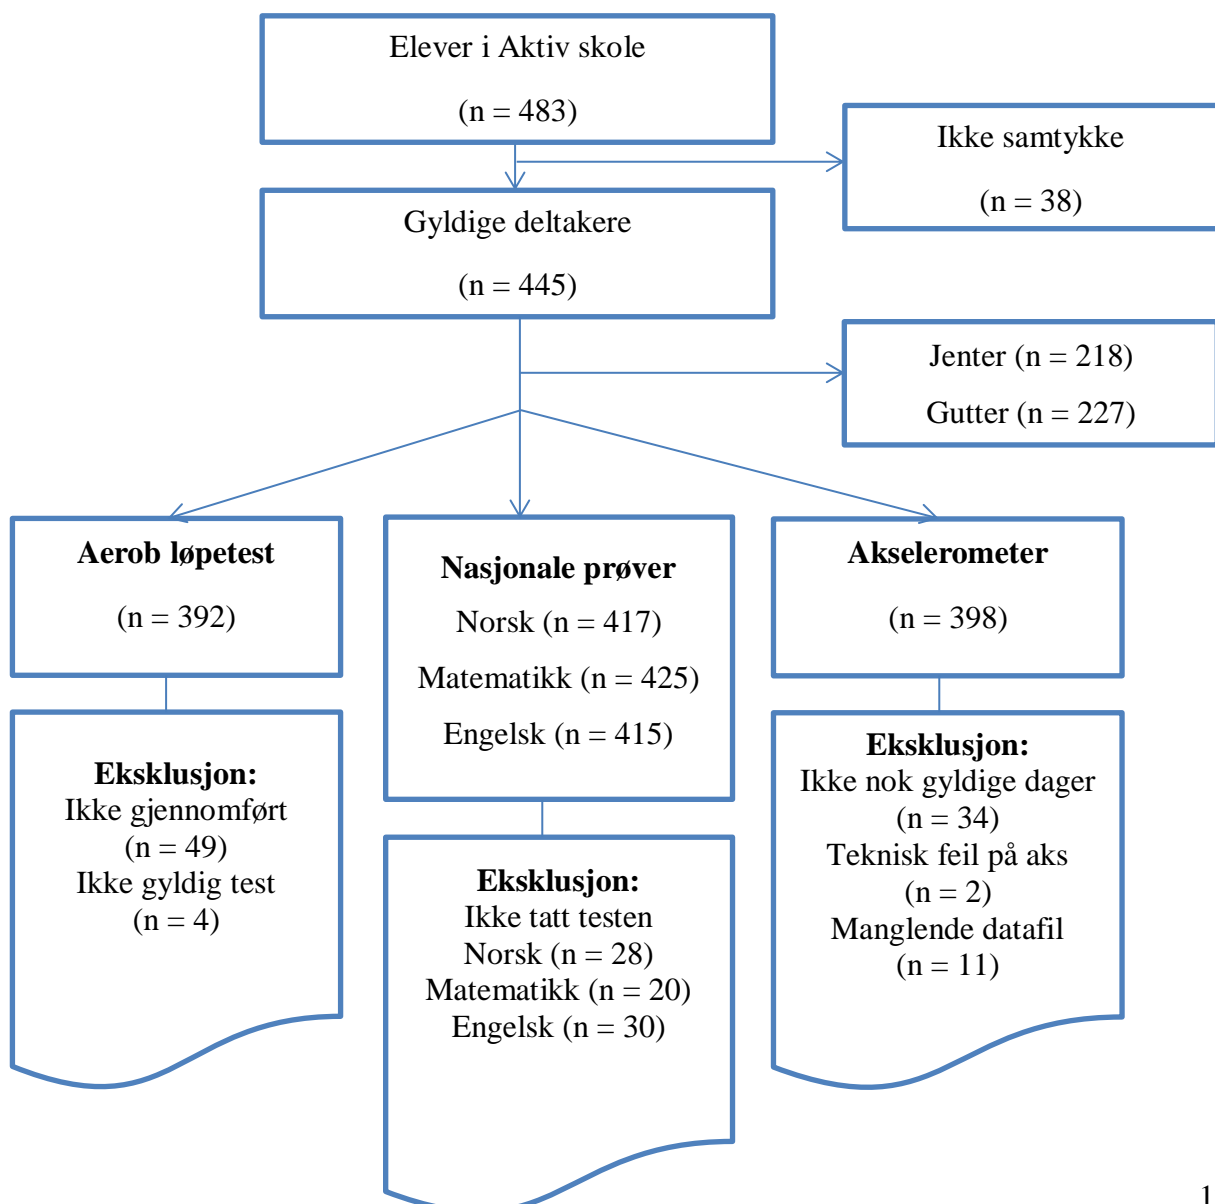 Elever i Aktiv skole
(n = 483)
Ikke samtykke
(n = 38)
Gyldige deltakere
(n = 445)
Jenter (n = 218)
Gutter (n = 227)
Aerob løpetest
(n = 392)
Nasjonale prøver
Norsk (n = 417)
Matematikk (n = 425)
Engelsk (n = 415)
Akselerometer
(n = 398)
Eksklusjon:
Ikke gjennomført
(n = 49)
Ikke gyldig test
(n = 4)
Eksklusjon:
Ikke tatt testen
Norsk (n = 28)
Matematikk (n = 20)
Engelsk (n = 30)
Eksklusjon:
Ikke nok gyldige dager
(n = 34)
Teknisk feil på aks
(n = 2)
Manglende datafil
(n = 11)
1